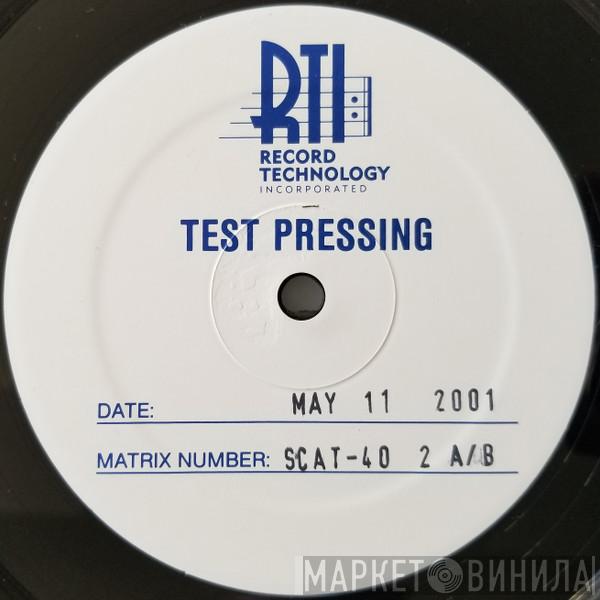 RTI
RECORD
TECHNOLOGY
INCORPORATED
TEST PRESSING
DATE: MAY 11 2001
MATRIX NUMBER: SCAT-40 2 A/B
МАРКЕТ ВИНИЛА